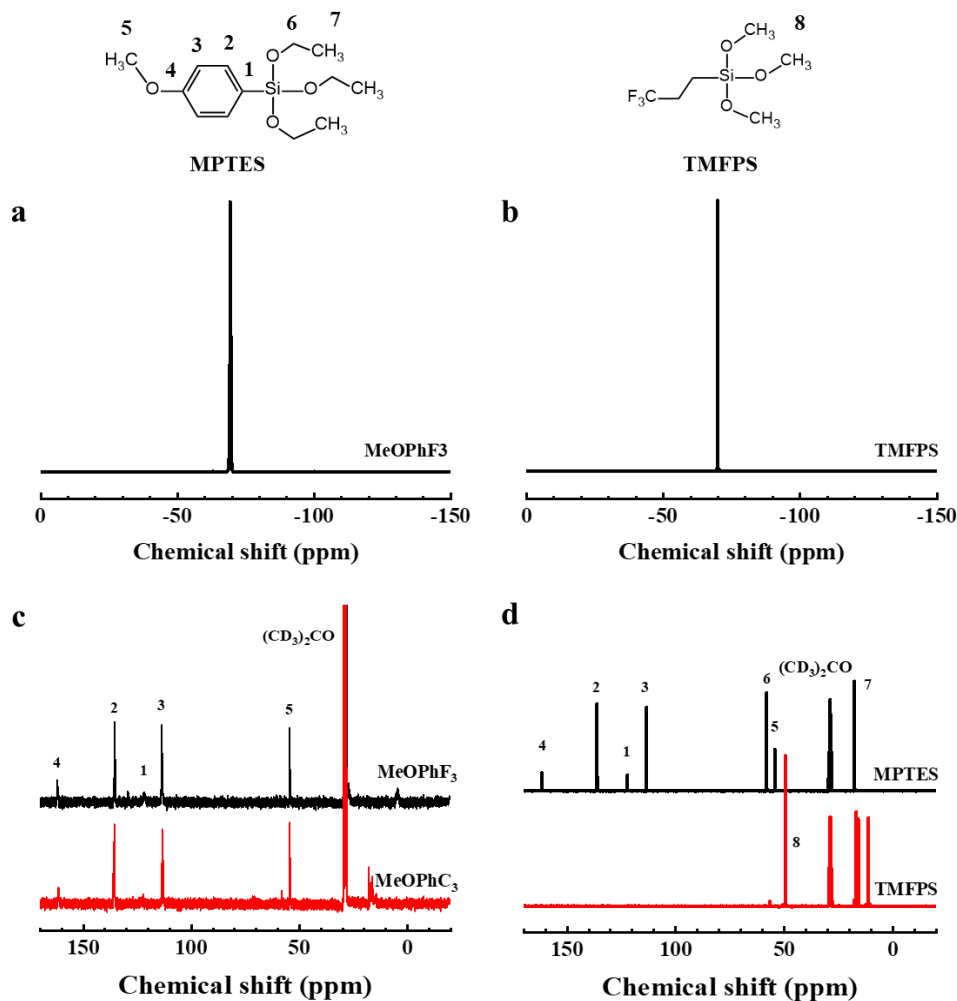 6 7
5
3 2
4 1
H₃C
O
Si
O
CH₃
O
CH₃
O
CH₃
MPTES
8
O
CH₃
Si
O
CH₃
F₃C
O
CH₃
TMFPS
a
MeOPhF3
0 -50 -100 -150
Chemical shift (ppm)
b
TMFPS
0 -50 -100 -150
Chemical shift (ppm)
c
(CD₃)₂CO
2 3 5
4 1
MeOPhF₃
MeOPhC₃
150 100 50 0
Chemical shift (ppm)
d
(CD₃)₂CO
6 7
2 3
5
4 1
MPTES
8
TMFPS
150 100 50 0
Chemical shift (ppm)